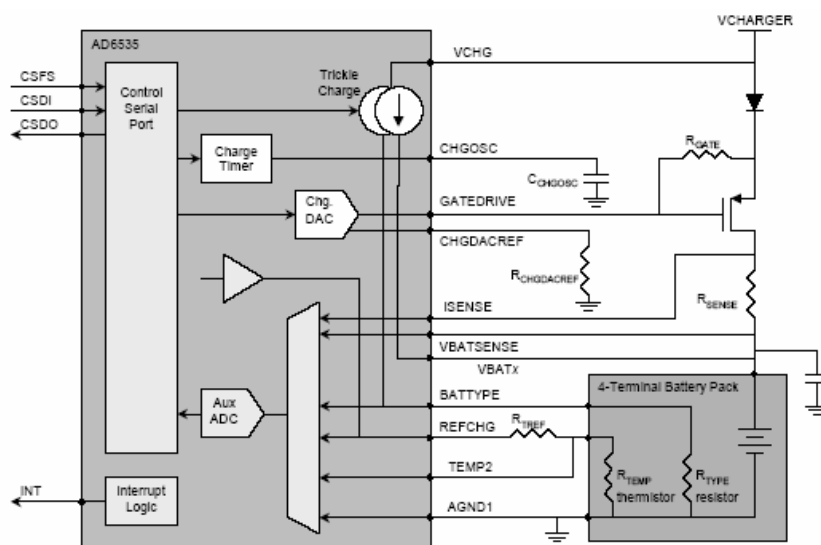 VCHARGER
AD6535
VCHG
CSFS
CSDI
CSDO
Control
Serial
Port
Trickle
Charge
Charge
Timer
CHGOSC
CCHGOSC
RGATE
Chg.
DAC
GATEDRIVE
CHGDACREF
RCHGDACREF
ISENSE
RSENSE
VBATSENSE
VBATx
4-Terminal Battery Pack
Aux
ADC
BATTYPE
REFCHG
RTREF
TEMP2
RTEMP
thermistor
RTYPE
resistor
INT
Interrupt
Logic
AGND1